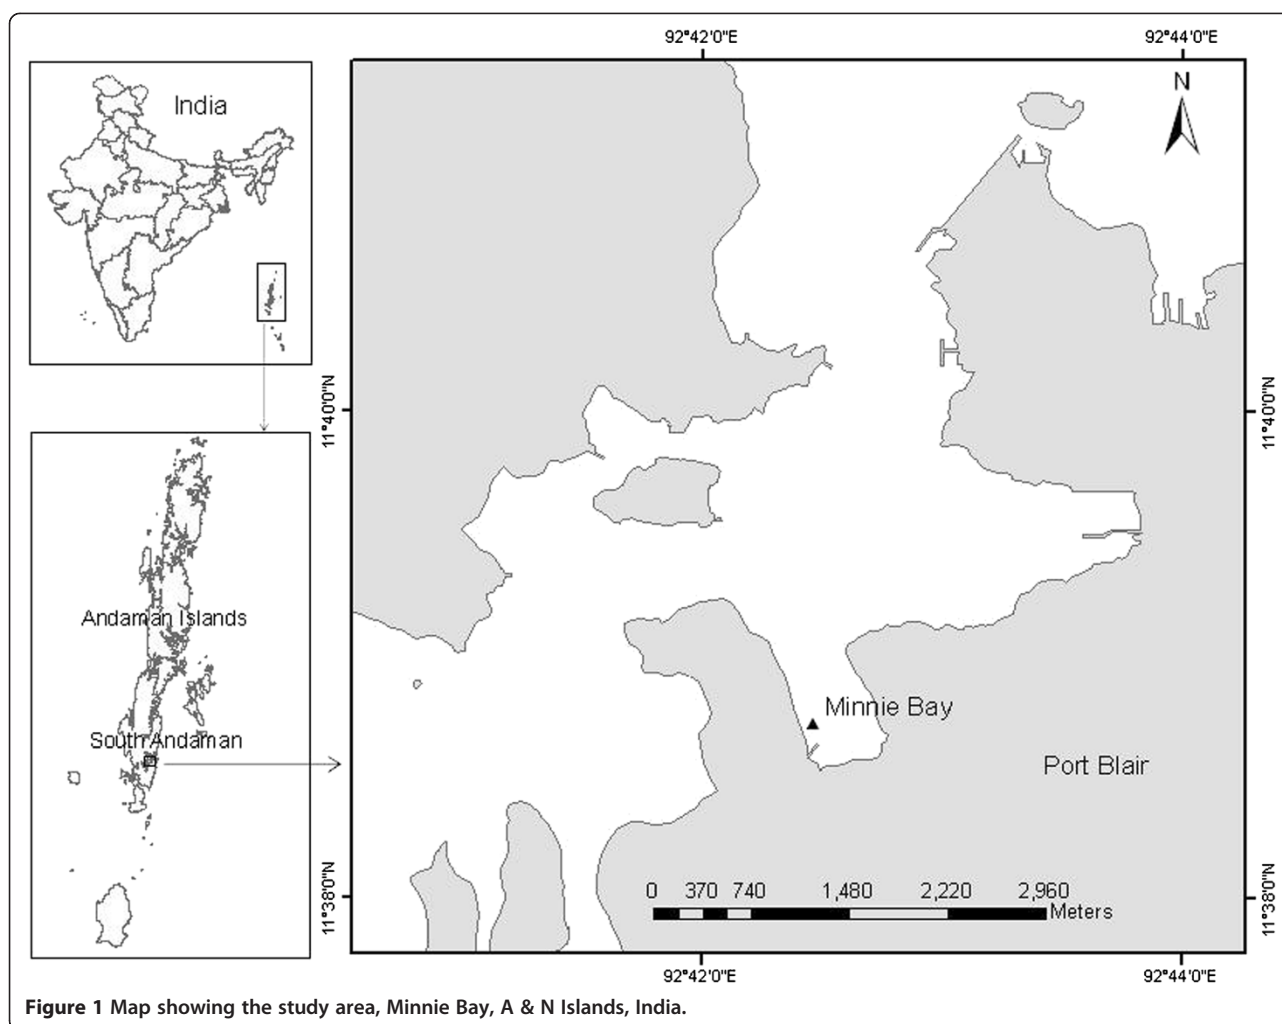 92°42'0"E 92°44'0"E
India
N
11°40'0"N 11°40'0"N
Andaman Islands
South Andaman
Minnie Bay
Port Blair
0 370 740 1,480 2,220 2,960
Meters
11°38'0"N 11°38'0"N
92°42'0"E 92°44'0"E
Figure 1 Map showing the study area, Minnie Bay, A & N Islands, India.